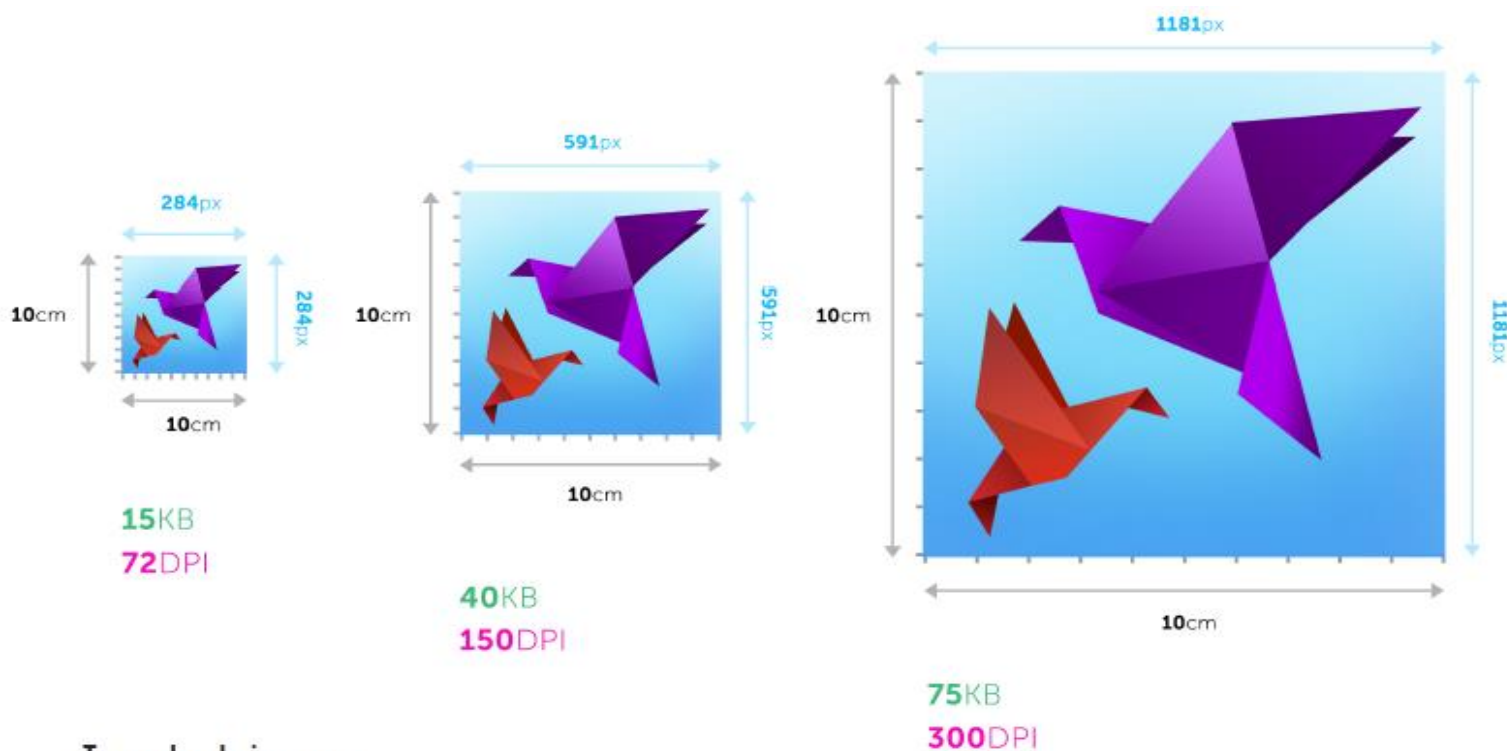 284px
10cm
284px
10cm
15KB
72DPI
591px
10cm
591px
10cm
40KB
150DPI
1181px
10cm
1181px
10cm
75KB
300DPI